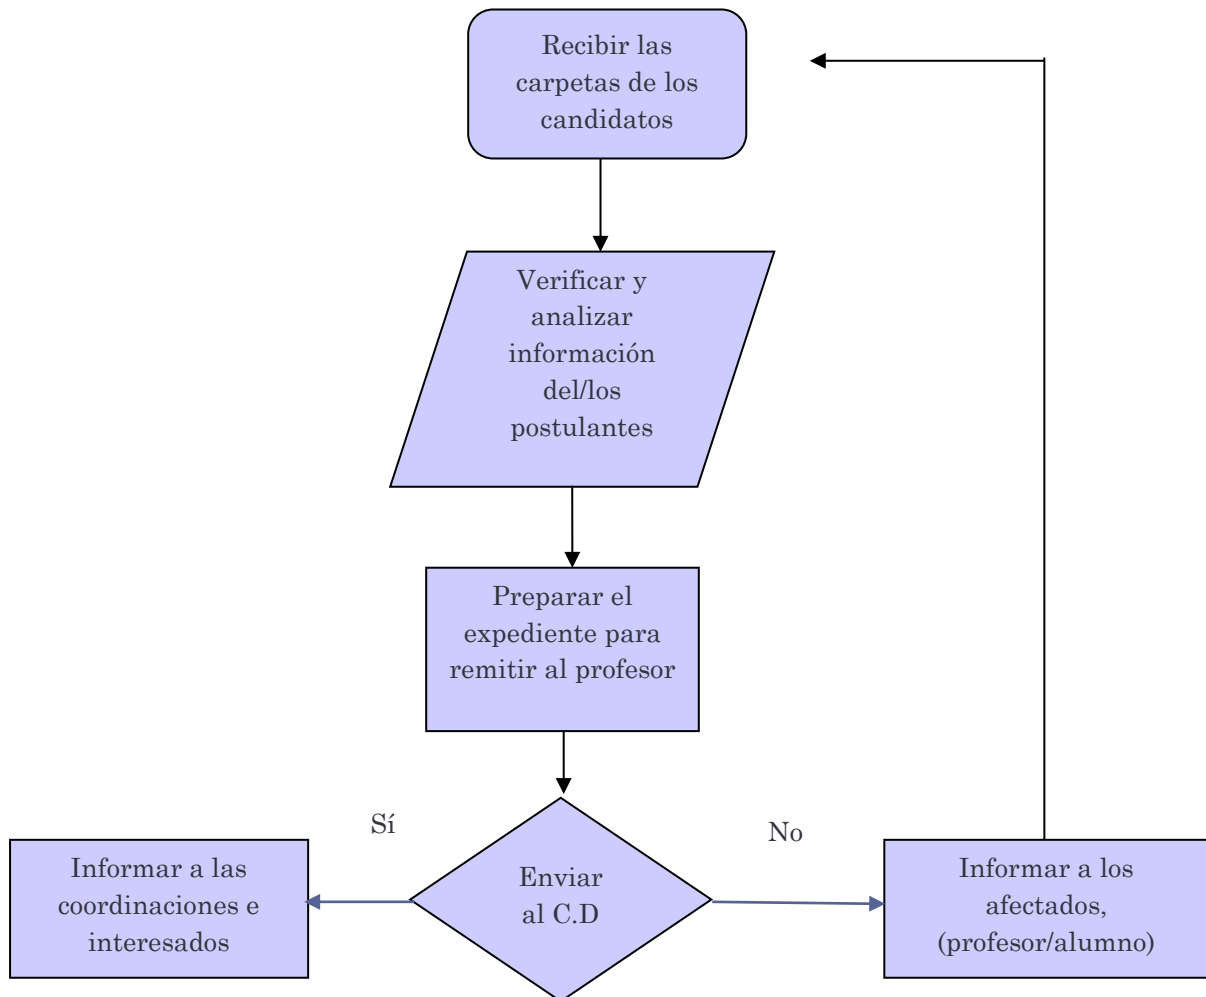 Recibir las
carpetas de los
candidatos
Verificar y
analizar
información
del/los
postulantes
Preparar el
expediente para
remitir al profesor
Sí
No
Informar a las
coordinaciones e
interesados
Enviar
al C.D
Informar a los
afectados,
(profesor/alumno)